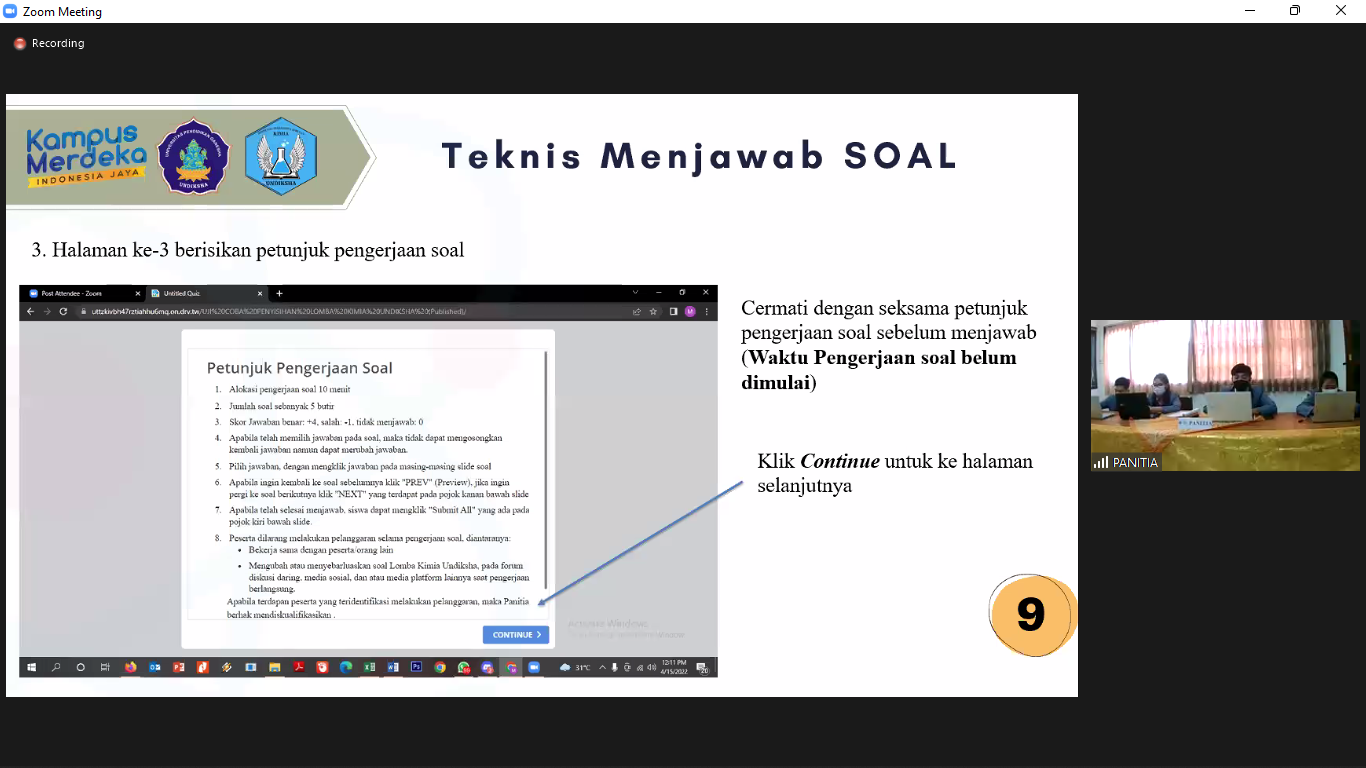 Zoom Meeting
Recording
Kampus
Merdeka
INDONESIA JAYA
UNIVERSITAS PENDIDIKAN GANESHA
UNDIKSHA
KIMIA
UNDIKSHA
Teknis Menjawab SOAL
3. Halaman ke-3 berisikan petunjuk pengerjaan soal
Post Attendee - Zoom
Untitled Quiz
uttzkivbh47rztiahhu6mq.on.drv.tw/UJI%20COBA%20PENYISIHAN%20LOMBA%20KIMIA%20UNDIKSHA%20(Published)/
Petunjuk Pengerjaan Soal
1. Alokasi pengerjaan soal 10 menit
2. Jumlah soal sebanyak 5 butir
3. Skor Jawaban benar: +4, salah: -1, tidak menjawab: 0
4. Apabila telah memilih jawaban pada soal, maka tidak dapat mengosongkan
kembali jawaban namun dapat merubah jawaban.
5. Pilih jawaban, dengan mengklik jawaban pada masing-masing slide soal
6. Apabila ingin kembali ke soal sebelumnya klik "PREV" (Preview), jika ingin
pergi ke soal berikutnya klik "NEXT" yang terdapat pada pojok kanan bawah slide
7. Apabila telah selesai menjawab, siswa dapat mengklik "Submit All" yang ada pada
pojok kiri bawah slide.
8. Peserta dilarang melakukan pelanggaran selama pengerjaan soal, diantaranya:
• Bekerja sama dengan peserta/orang lain
• Mengubah atau menyebarluaskan soal Lomba Kimia Undiksha, pada forum
diskusi daring, media sosial, dan atau media platform lainnya saat pengerjaan
berlangsung.
Apabila terdapan peserta yang teridentifikasi melakukan pelanggaran, maka Panitia
berhak mendiskualifikasikan .
CONTINUE
Activate Windows
31°C
12:11 PM
4/15/2022
20
Cermati dengan seksama petunjuk
pengerjaan soal sebelum menjawab
(Waktu Pengerjaan soal belum
dimulai)
Klik Continue untuk ke halaman
selanjutnya
9
PANITIA
PANITIA